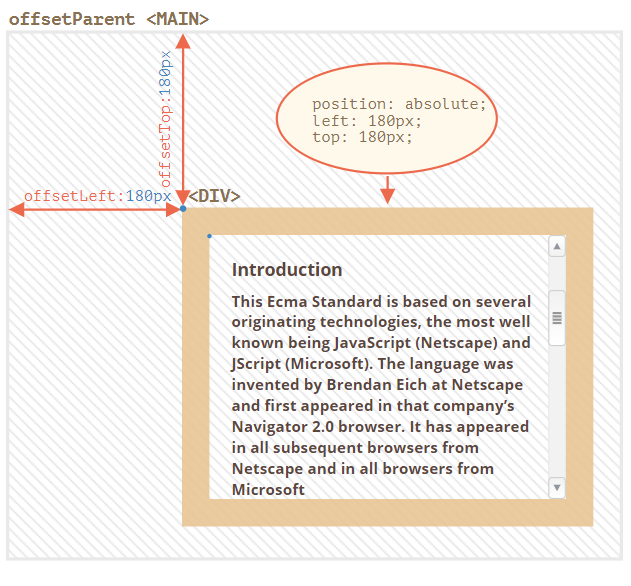 offsetParent <MAIN>
offsetTop:180px
position: absolute;
left: 180px;
top: 180px;
offsetLeft:180px
<DIV>
Introduction
This Ecma Standard is based on several
originating technologies, the most well
known being JavaScript (Netscape) and
JScript (Microsoft). The language was
invented by Brendan Eich at Netscape
and first appeared in that company’s
Navigator 2.0 browser. It has appeared
in all subsequent browsers from
Netscape and in all browsers from
Microsoft